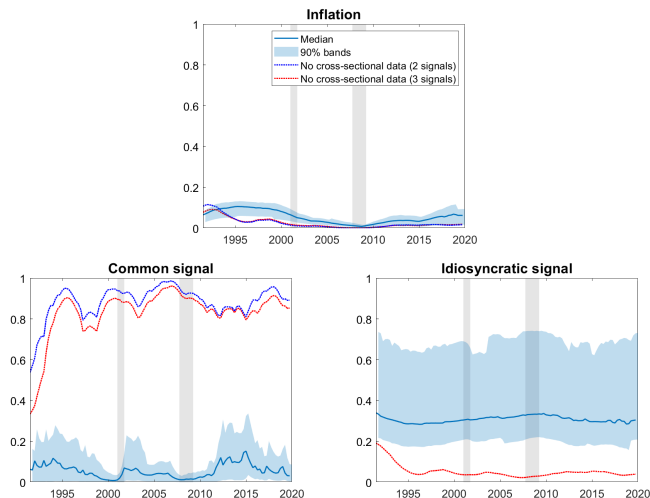 Inflation
1
0.8
0.6
0.4
0.2
0
Median
90% bands
No cross-sectional data (2 signals)
No cross-sectional data (3 signals)
1995 2000 2005 2010 2015 2020
Common signal
1
0.8
0.6
0.4
0.2
0
1995 2000 2005 2010 2015 2020
Idiosyncratic signal
1
0.8
0.6
0.4
0.2
0
1995 2000 2005 2010 2015 2020